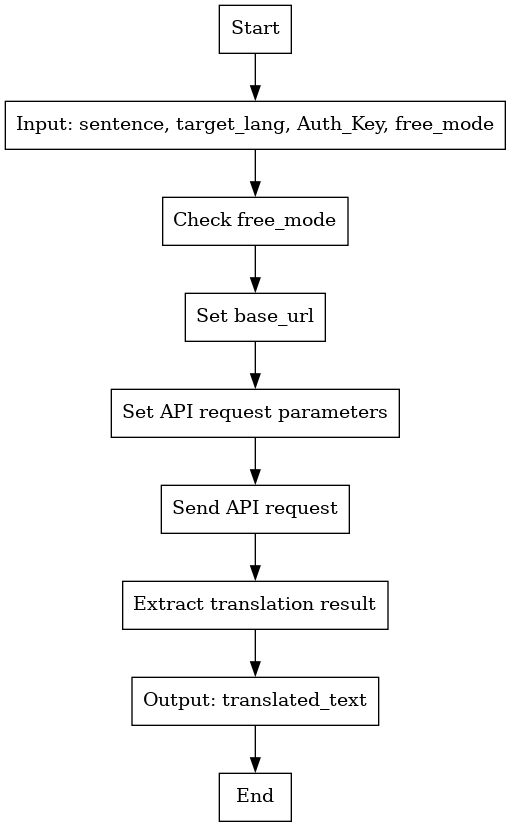 Start
Input: sentence, target_lang, Auth_Key, free_mode
Check free_mode
Set base_url
Set API request parameters
Send API request
Extract translation result
Output: translated_text
End